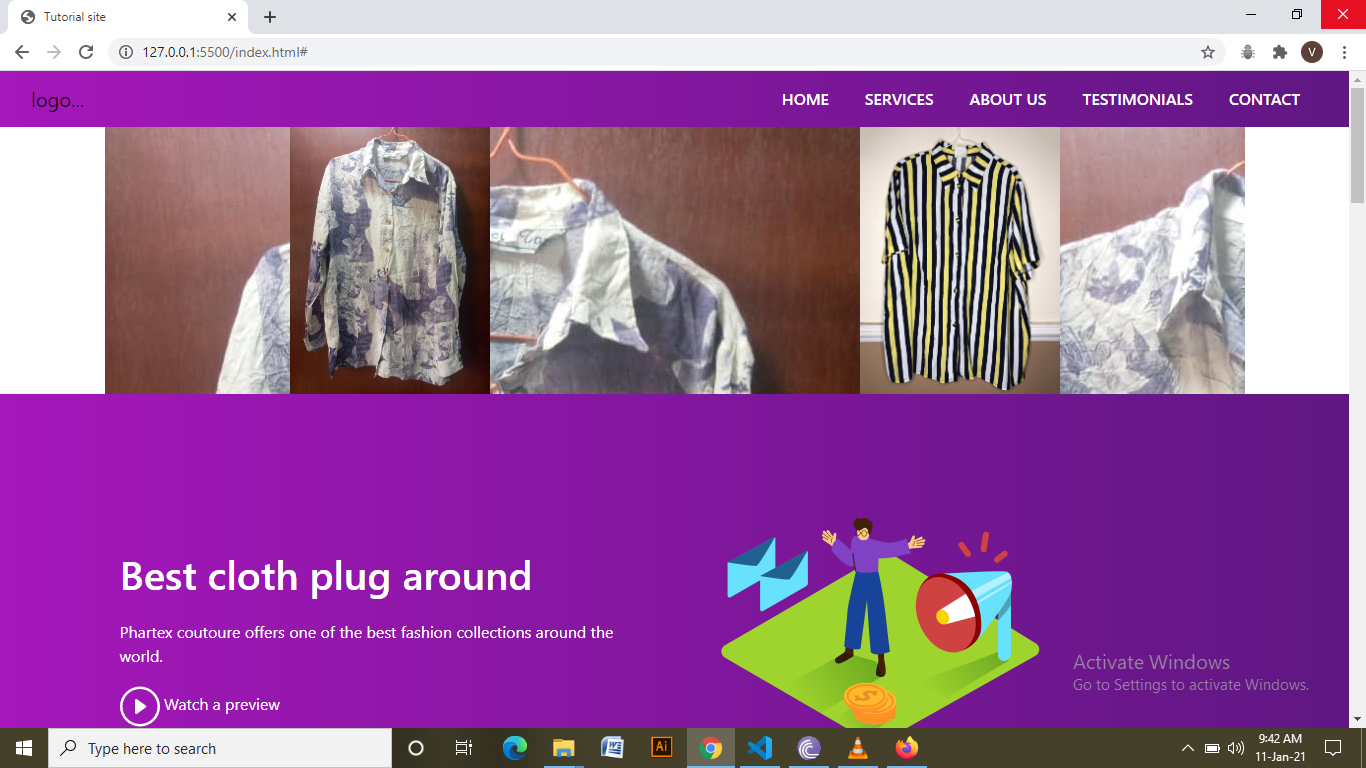 Tutorial site
127.0.0.1:5500/index.html#
V
logo...
HOME SERVICES ABOUT US TESTIMONIALS CONTACT
Best cloth plug around
Phartex coutoure offers one of the best fashion collections around the
world.
Watch a preview
Activate Windows
Go to Settings to activate Windows.
Type here to search
W
Ai
9:42 AM
11-Jan-21